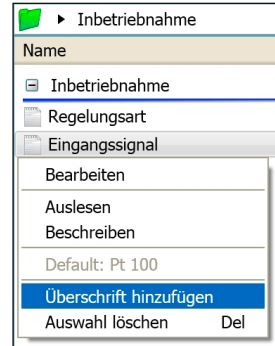 Inbetriebnahme
Name
Inbetriebnahme
Regelungsart
Eingangssignal
Bearbeiten
Auslesen
Beschreiben
Default: Pt 100
Überschrift hinzufügen
Auswahl löschen Del